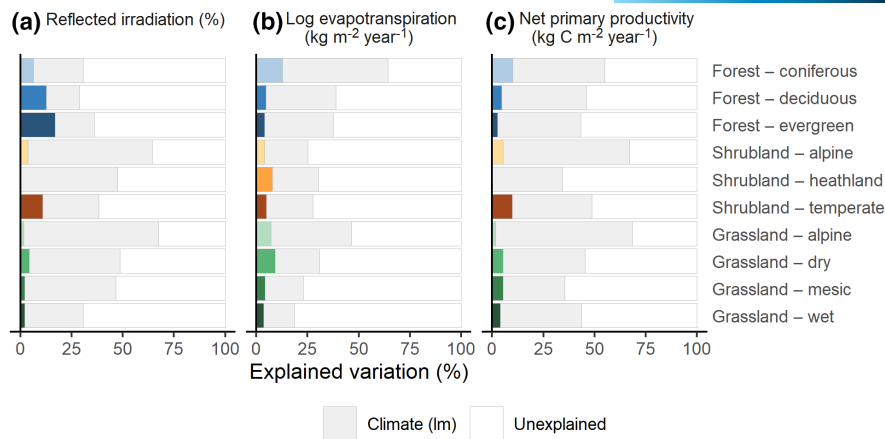 (a) Reflected irradiation (%)
(b) Log evapotranspiration
(kg m-2 year-1)
(c) Net primary productivity
(kg C m-2 year-1)
Forest – coniferous
Forest – deciduous
Forest – evergreen
Shrubland – alpine
Shrubland – heathland
Shrubland – temperate
Grassland – alpine
Grassland – dry
Grassland – mesic
Grassland – wet
0 25 50 75 100
0 25 50 75 100
0 25 50 75 100
Explained variation (%)
Climate (lm) Unexplained